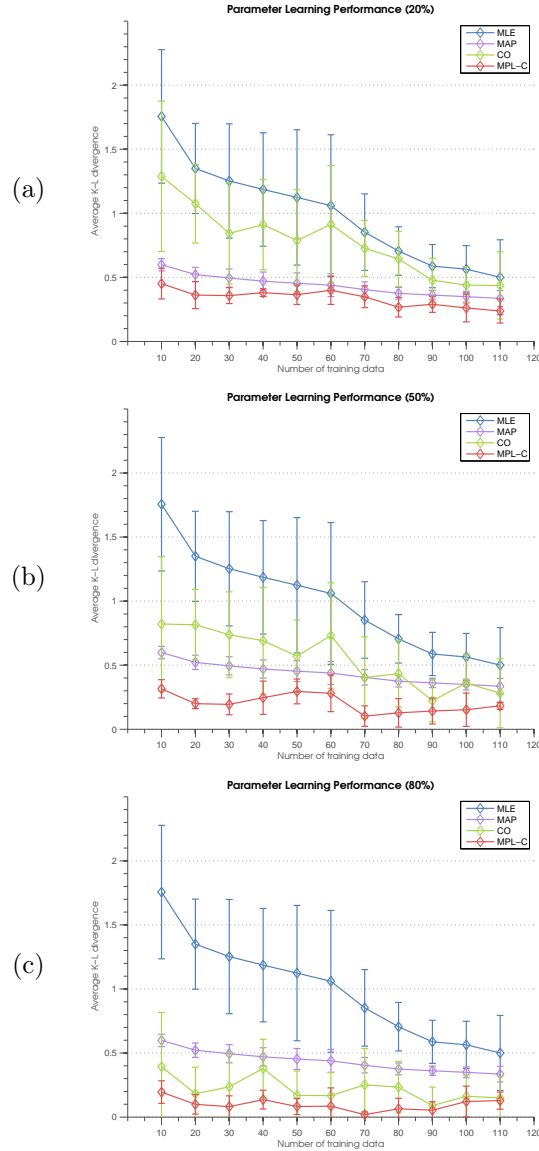 Parameter Learning Performance (20%)
MLE
MAP
CO
MPL-C
2
1.5
1
0.5
0
Average K-L divergence
(a)
10 20 30 40 50 60 70 80 90 100 110 120
Number of training data
Parameter Learning Performance (50%)
MLE
MAP
CO
MPL-C
2
1.5
1
0.5
0
Average K-L divergence
(b)
10 20 30 40 50 60 70 80 90 100 110 120
Number of training data
Parameter Learning Performance (80%)
MLE
MAP
CO
MPL-C
2
1.5
1
0.5
0
Average K-L divergence
(c)
10 20 30 40 50 60 70 80 90 100 110 120
Number of training data